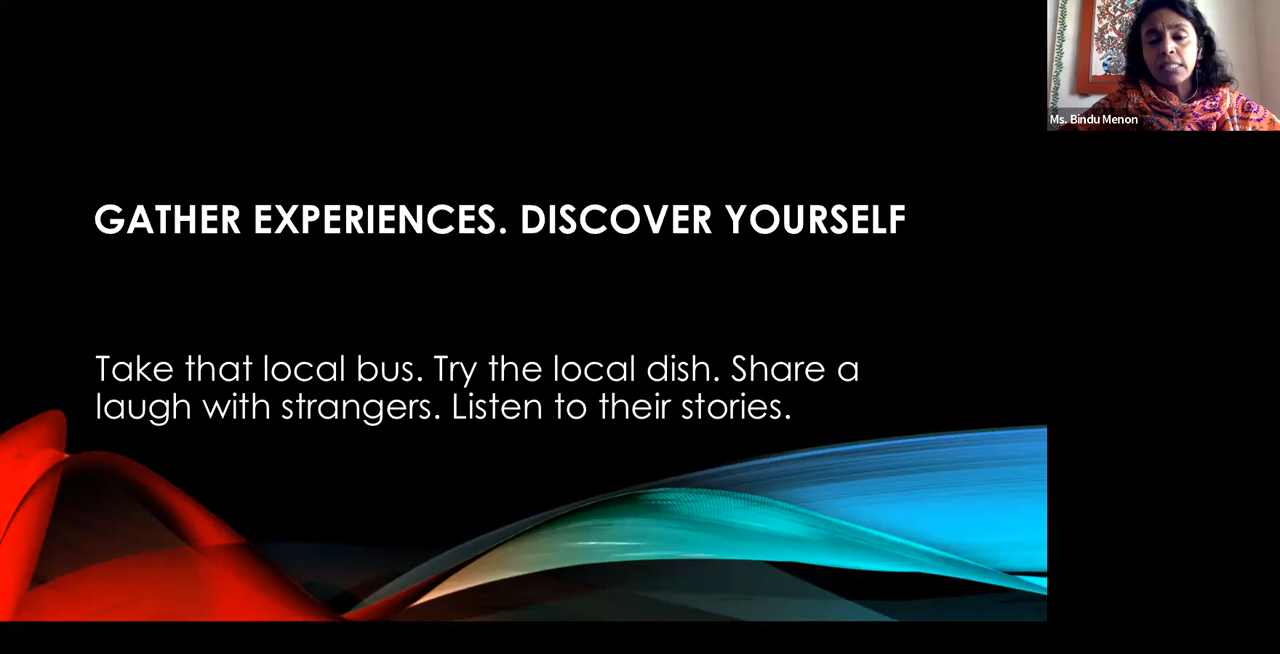 Ms. Bindu Menon
GATHER EXPERIENCES. DISCOVER YOURSELF
Take that local bus. Try the local dish. Share a
laugh with strangers. Listen to their stories.